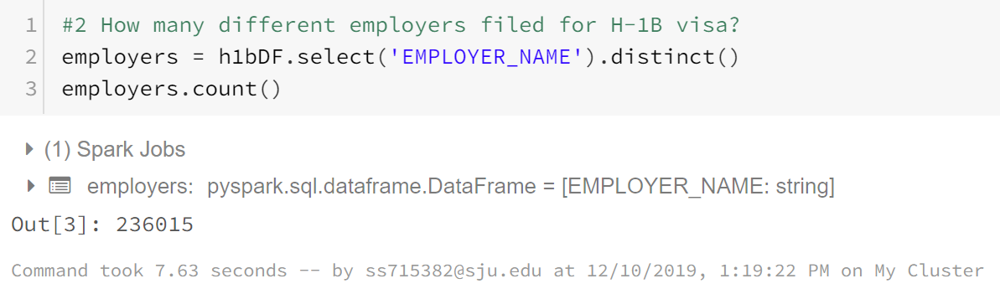 1 #2 How many different employers filed for H-1B visa?
2 employers = h1bDF.select('EMPLOYER_NAME').distinct()
3 employers.count()
(1) Spark Jobs
employers: pyspark.sql.dataframe.DataFrame = [EMPLOYER_NAME: string]
Out[3]: 236015
Command took 7.63 seconds -- by ss715382@sju.edu at 12/10/2019, 1:19:22 PM on My Cluster